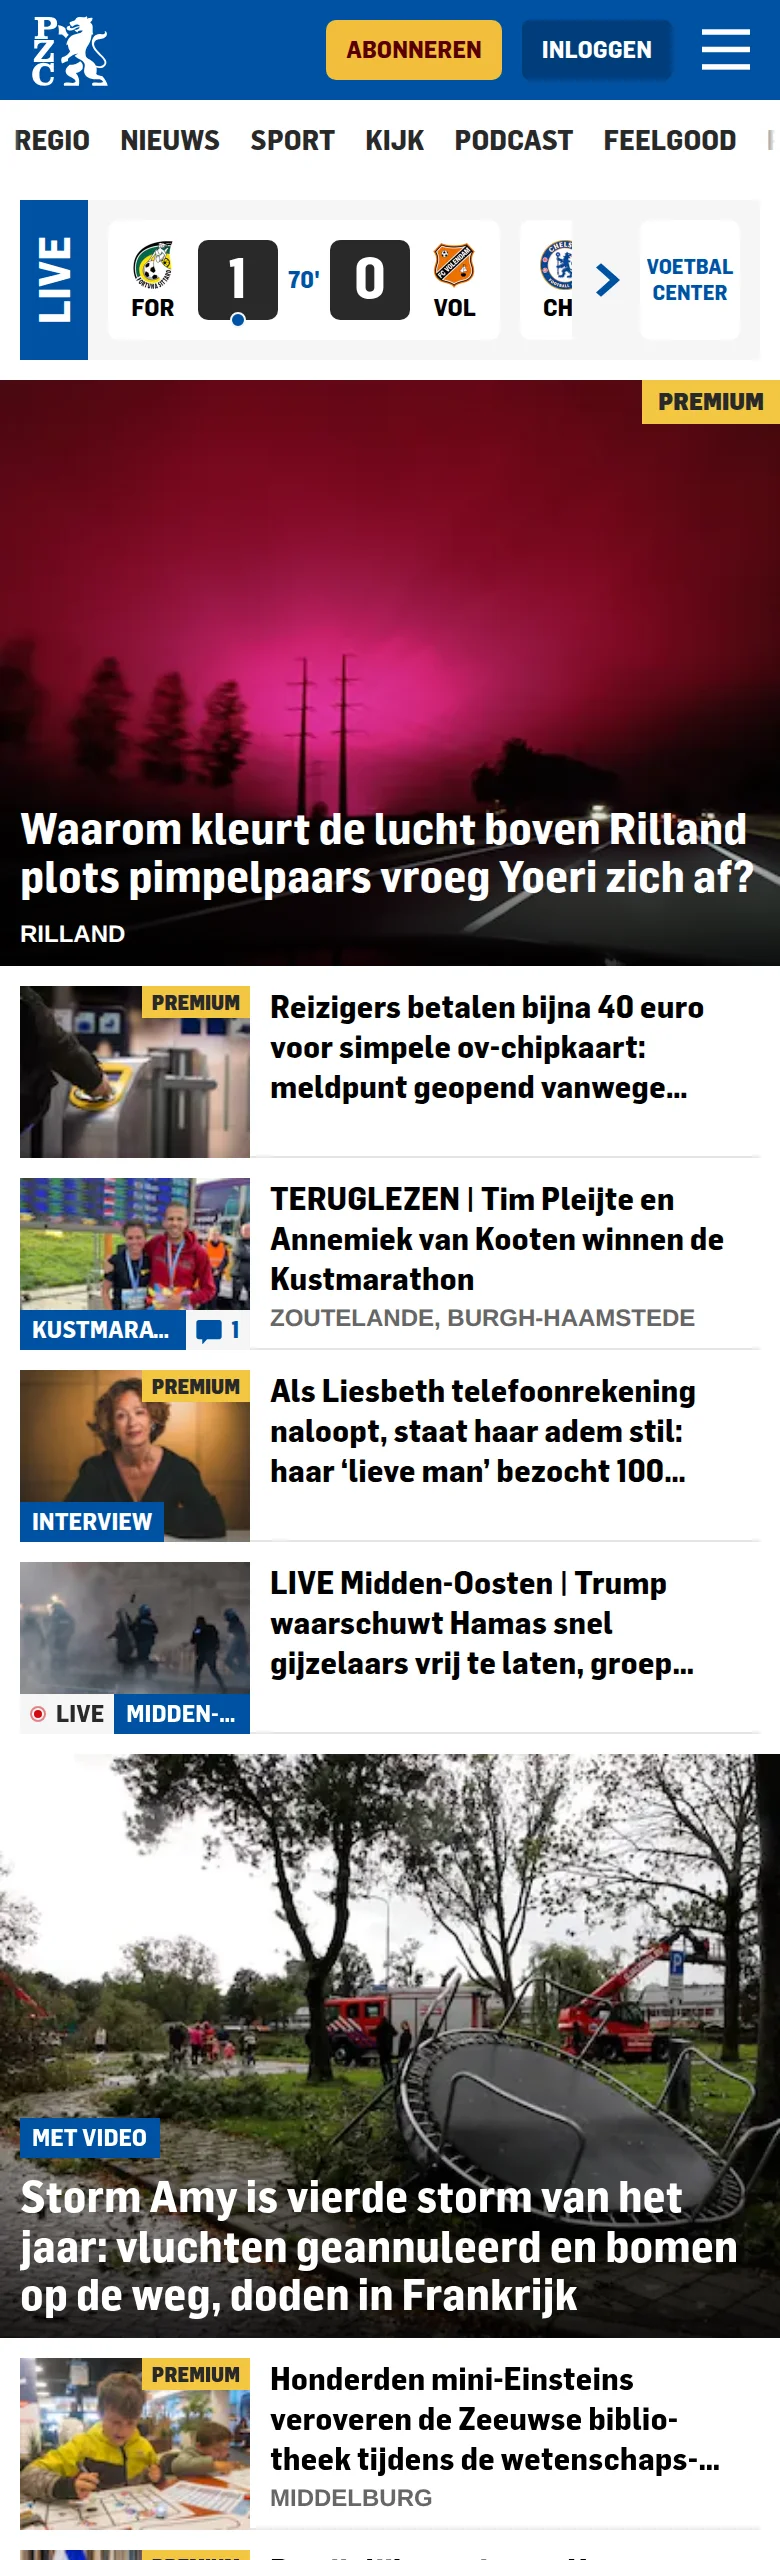 PZC
ABONNEREN
INLOGGEN
REGIO NIEUWS SPORT KIJK PODCAST FEELGOOD
LIVE
FOR
1
70'
0
VOL
CH
VOETBAL
CENTER
PREMIUM
Waarom kleurt de lucht boven Rilland
plots pimpelpaars vroeg Yoeri zich af?
RILLAND
PREMIUM
Reizigers betalen bijna 40 euro
voor simpele ov-chipkaart:
meldpunt geopend vanwege...
TERUGLEZEN | Tim Pleijte en
Annemiek van Kooten winnen de
Kustmarathon
ZOUTELANDE, BURGH-HAAMSTEDE
KUSTMARA...
1
PREMIUM
Als Liesbeth telefoonrekening
naloopt, staat haar adem stil:
haar ‘lieve man’ bezocht 100...
INTERVIEW
LIVE Midden-Oosten | Trump
waarschuwt Hamas snel
gijzelaars vrij te laten, groep...
LIVE
MIDDEN-...
MET VIDEO
Storm Amy is vierde storm van het
jaar: vluchten geannuleerd en bomen
op de weg, doden in Frankrijk
PREMIUM
Honderden mini-Einsteins
veroveren de Zeeuwse biblio-
theek tijdens de wetenschaps-...
MIDDELBURG